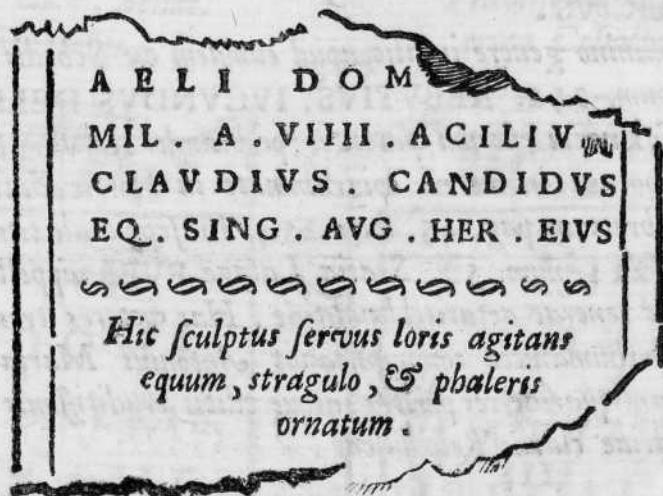 AELI DOM
MIL . A . VIIII . ACILIV
CLAVDIVS CANDIDVS
EQ . SING . AVG . HER . EIVS
Hic ſculptus ſervus loris agitans
equum, stragulo, & phaleris
ornatum .